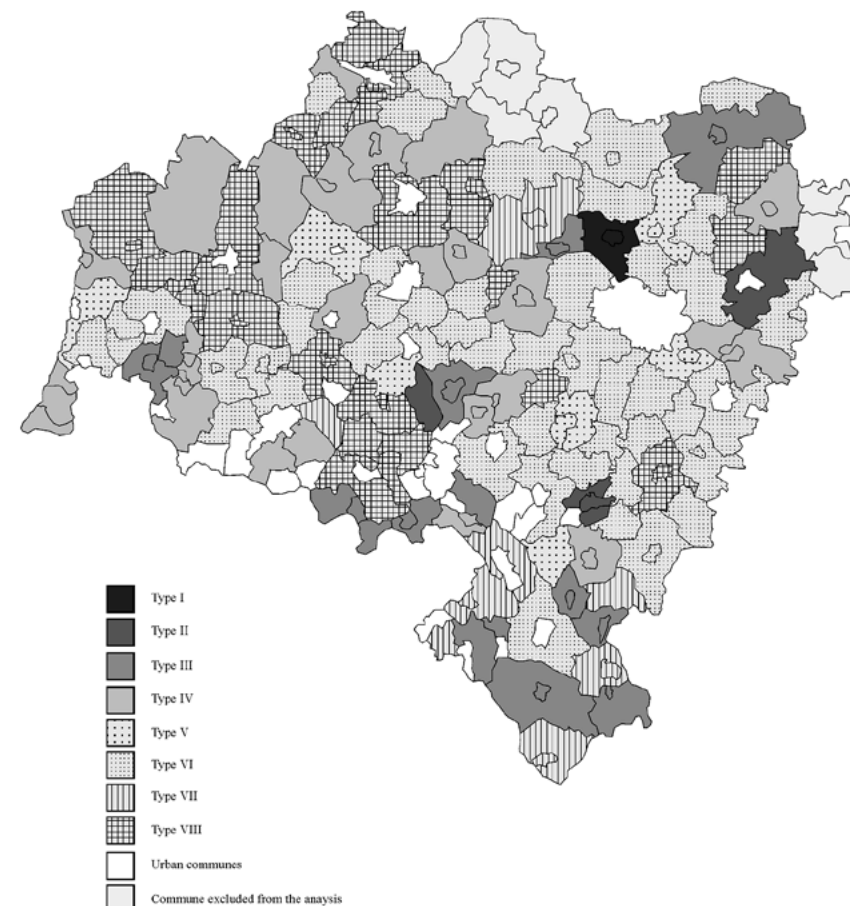 Type I
Type II
Type III
Type IV
Type V
Type VI
Type VII
Type VIII
Urban communes
Commune excluded from the anaysis